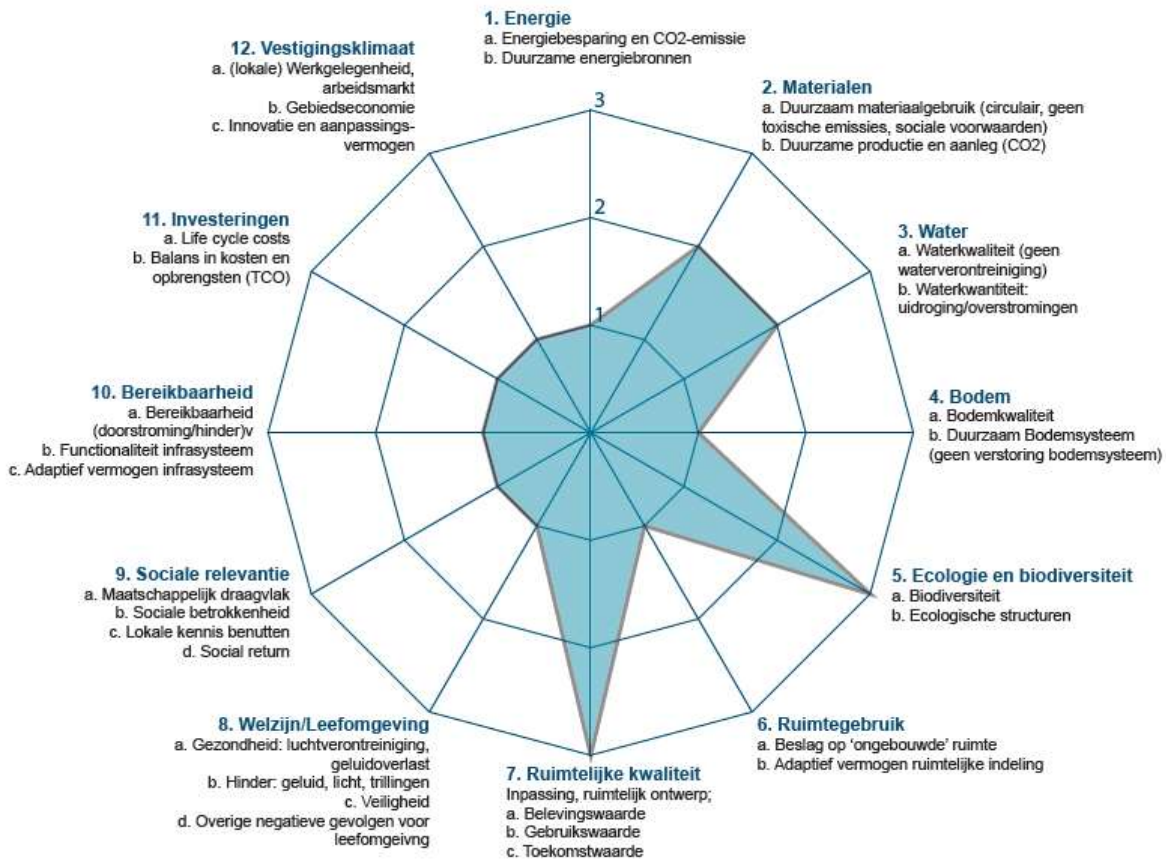 1. Energie
a. Energiebesparing en CO2-emissie
b. Duurzame energiebronnen
2. Materialen
a. Duurzaam materiaalgebruik (circulair, geen
toxische emissies, sociale voorwaarden)
b. Duurzame productie en aanleg (CO2)
3. Water
a. Waterkwaliteit (geen
waterverontreiniging)
b. Waterkwantiteit:
uidroging/overstromingen
4. Bodem
a. Bodemkwaliteit
b. Duurzaam Bodemsysteem
(geen verstoring bodemsysteem)
5. Ecologie en biodiversiteit
a. Biodiversiteit
b. Ecologische structuren
6. Ruimtegebruik
a. Beslag op ‘ongebouwde’ ruimte
b. Adaptief vermogen ruimtelijke indeling
7. Ruimtelijke kwaliteit
Inpassing, ruimtelijk ontwerp;
a. Belevingswaarde
b. Gebruikswaarde
c. Toekomstwaarde
8. Welzijn/Leefomgeving
a. Gezondheid: luchtverontreiniging,
geluidoverlast
b. Hinder: geluid, licht, trillingen
c. Veiligheid
d. Overige negatieve gevolgen voor
leefomgeivng
9. Sociale relevantie
a. Maatschappelijk draagvlak
b. Sociale betrokkenheid
c. Lokale kennis benutten
d. Social return
10. Bereikbaarheid
a. Bereikbaarheid
(doorstroming/hinder)v
b. Functionaliteit infrasysteem
c. Adaptief vermogen infrasysteem
11. Investeringen
a. Life cycle costs
b. Balans in kosten en
opbrengsten (TCO)
12. Vestigingsklimaat
a. (lokale) Werkgelegenheid,
arbeidsmarkt
b. Gebiedseconomie
c. Innovatie en aanpassings-
vermogen
3
2
1